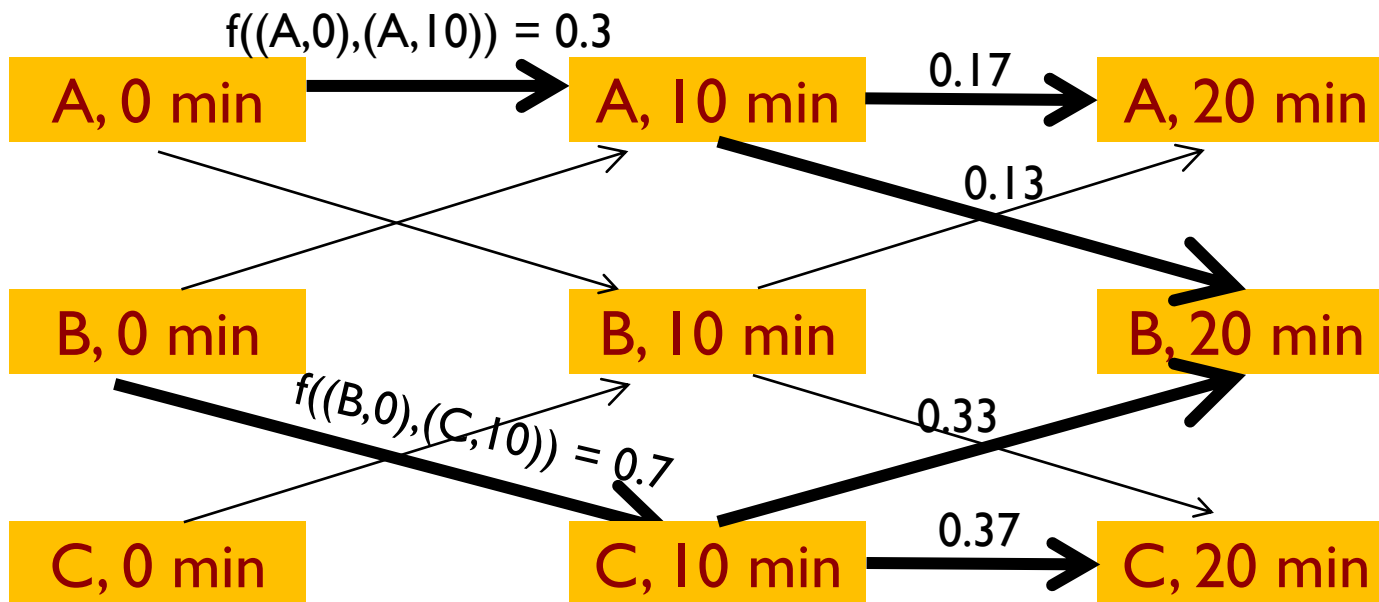 f((A,0),(A,10)) = 0.3
0.17
A, 0 min
A, 10 min
A, 20 min
0.13
B, 0 min
B, 10 min
B, 20 min
f((B,0),(C,10)) = 0.7
0.33
0.37
C, 0 min
C, 10 min
C, 20 min